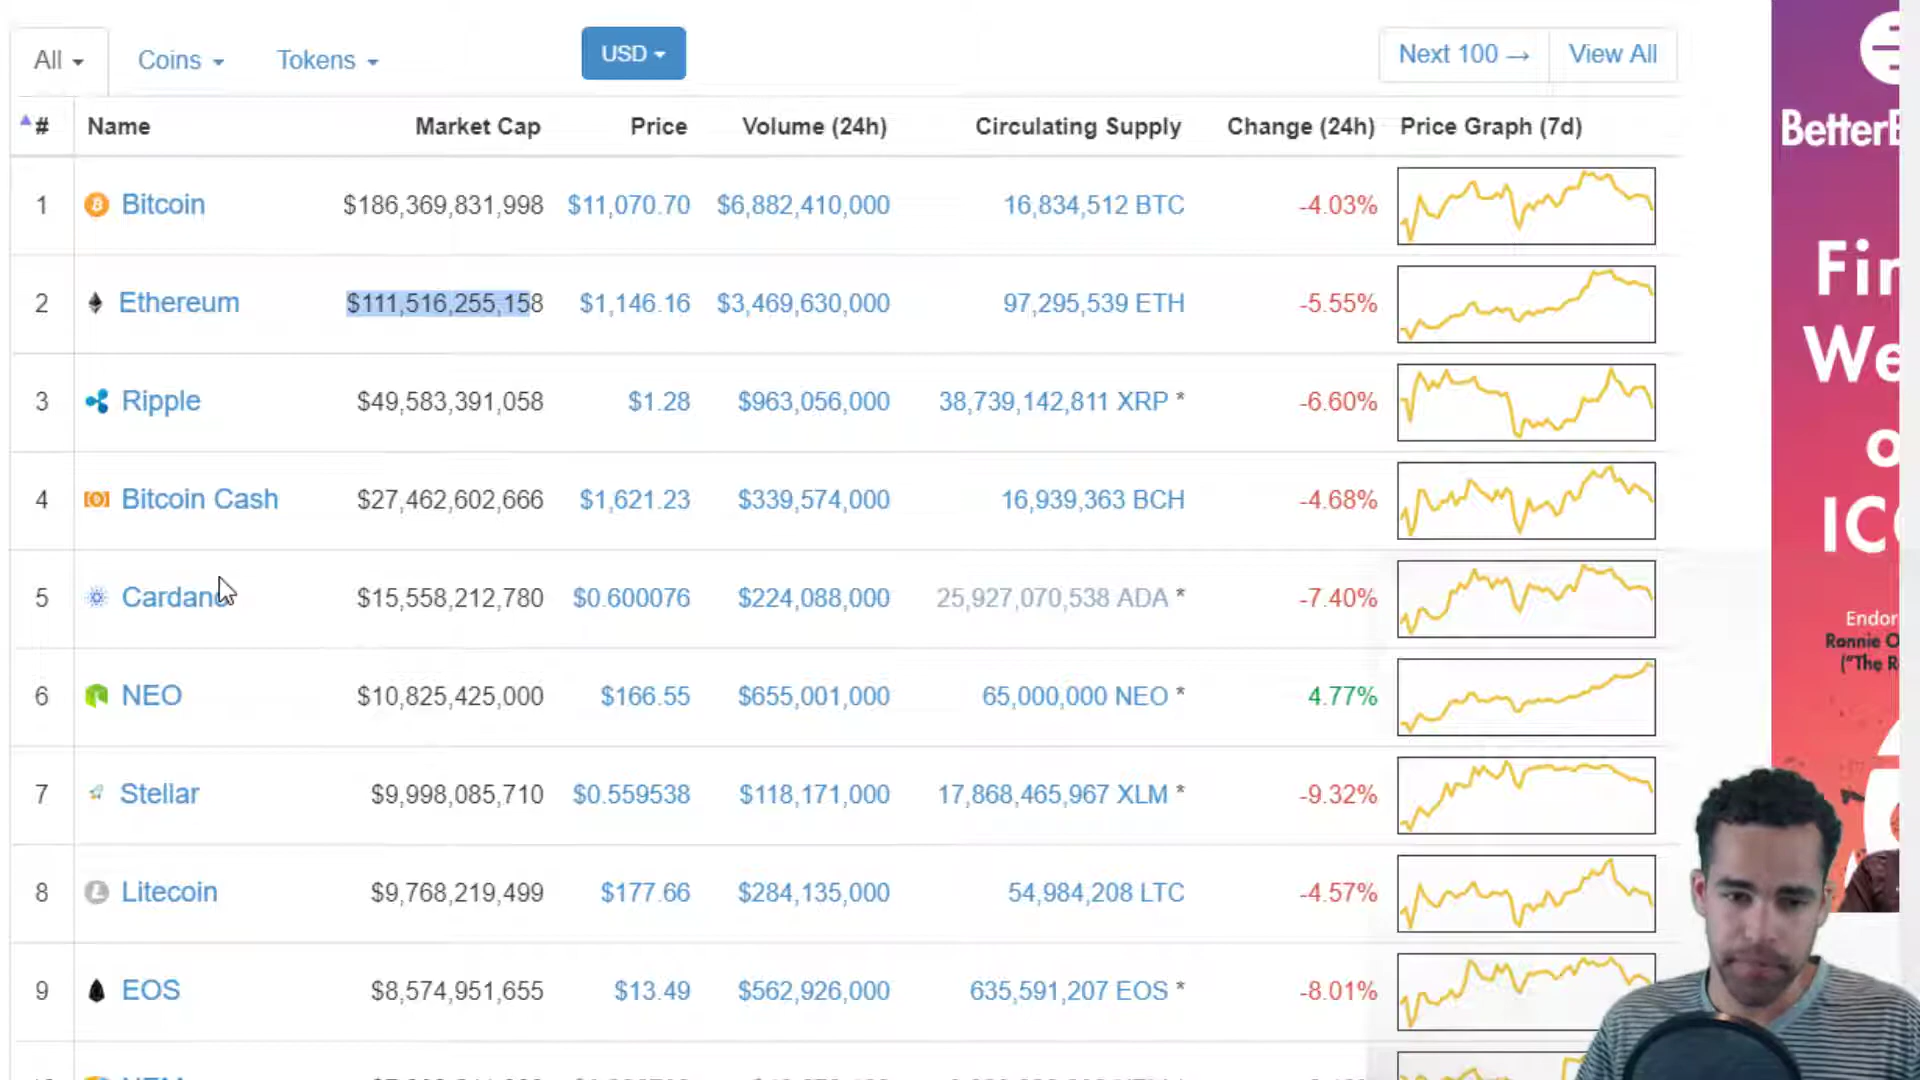 All
Coins
Tokens
USD
Next 100 →
View All
# Name Market Cap Price Volume (24h) Circulating Supply Change (24h) Price Graph (7d)
1 Bitcoin $186,369,831,998 $11,070.70 $6,882,410,000 16,834,512 BTC -4.03%
2 Ethereum $111,516,255,158 $1,146.16 $3,469,630,000 97,295,539 ETH -5.55%
3 Ripple $49,583,391,058 $1.28 $963,056,000 38,739,142,811 XRP * -6.60%
4 Bitcoin Cash $27,462,602,666 $1,621.23 $339,574,000 16,939,363 BCH -4.68%
5 Cardano $15,558,212,780 $0.600076 $224,088,000 25,927,070,538 ADA * -7.40%
6 NEO $10,825,425,000 $166.55 $655,001,000 65,000,000 NEO * 4.77%
7 Stellar $9,998,085,710 $0.559538 $118,171,000 17,868,465,967 XLM * -9.32%
8 Litecoin $9,768,219,499 $177.66 $284,135,000 54,984,208 LTC -4.57%
9 EOS $8,574,951,655 $13.49 $562,926,000 635,591,207 EOS * -8.01%
Better
Fir
We
o
ICO
Endor
Ronnie O
("The R